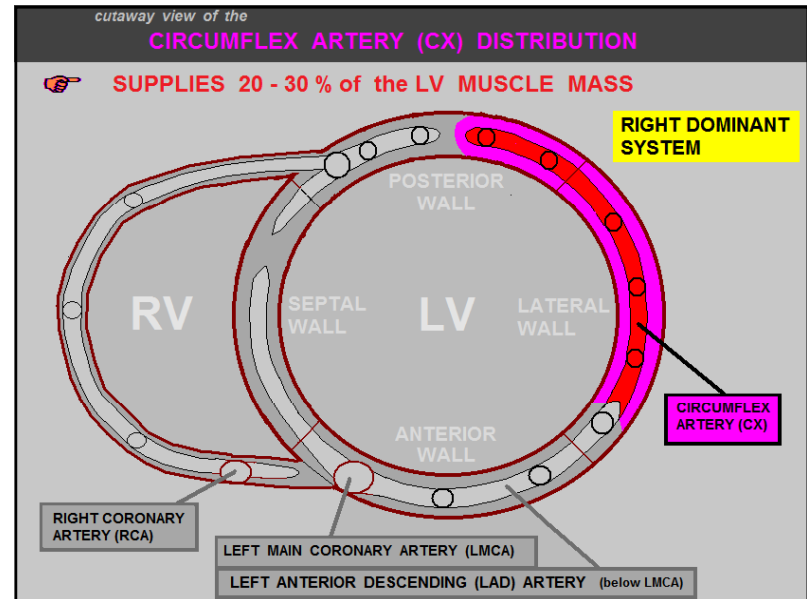 cutaway view of the
CIRCUMFLEX ARTERY (CX) DISTRIBUTION
SUPPLIES 20 - 30 % of the LV MUSCLE MASS
RIGHT DOMINANT
SYSTEM
POSTERIOR
WALL
RV
SEPTAL
WALL
LV
LATERAL
WALL
CIRCUMFLEX
ARTERY (CX)
ANTERIOR
WALL
RIGHT CORONARY
ARTERY (RCA)
LEFT MAIN CORONARY ARTERY (LMCA)
LEFT ANTERIOR DESCENDING (LAD) ARTERY (below LMCA)